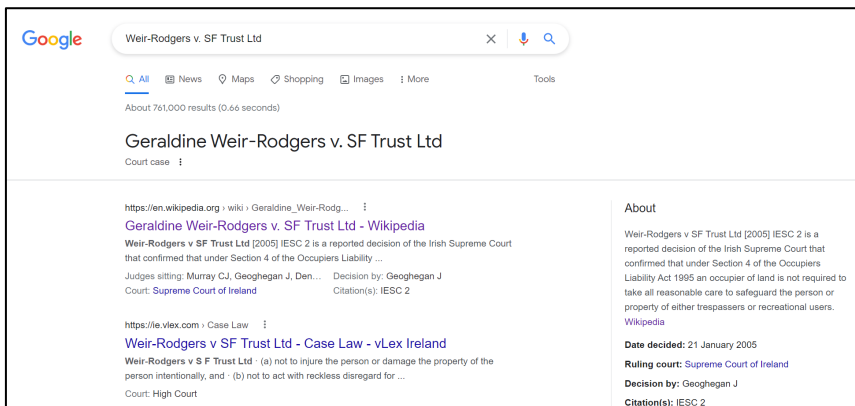 Google
Weir-Rodgers v. SF Trust Ltd
All News Maps Shopping Images More Tools
About 761,000 results (0.66 seconds)
Geraldine Weir-Rodgers v. SF Trust Ltd
Court case
https://en.wikipedia.org › wiki › Geraldine_Weir-Rodg...
Geraldine Weir-Rodgers v. SF Trust Ltd - Wikipedia
Weir-Rodgers v SF Trust Ltd [2005] IESC 2 is a reported decision of the Irish Supreme Court
that confirmed that under Section 4 of the Occupiers Liability ...
Judges sitting: Murray CJ, Geoghegan J, Den... Decision by: Geoghegan J
Court: Supreme Court of Ireland Citation(s): IESC 2
https://ie.vlex.com › Case Law
Weir-Rodgers v SF Trust Ltd - Case Law - vLex Ireland
Weir-Rodgers v S F Trust Ltd · (a) not to injure the person or damage the property of the
person intentionally, and · (b) not to act with reckless disregard for ...
Court: High Court
About
Weir-Rodgers v SF Trust Ltd [2005] IESC 2 is a
reported decision of the Irish Supreme Court that
confirmed that under Section 4 of the Occupiers
Liability Act 1995 an occupier of land is not required to
take all reasonable care to safeguard the person or
property of either trespassers or recreational users.
Wikipedia
Date decided: 21 January 2005
Ruling court: Supreme Court of Ireland
Decision by: Geoghegan J
Citation(s): IESC 2